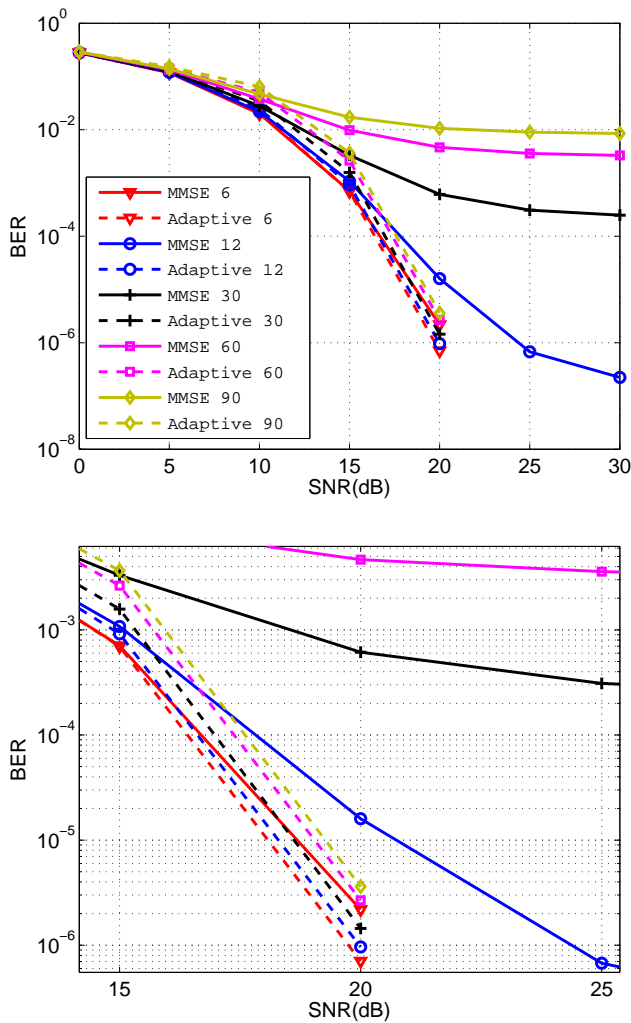 10^0
10^−2
10^−4
10^−6
10^−8
BER
MMSE 6
Adaptive 6
MMSE 12
Adaptive 12
MMSE 30
Adaptive 30
MMSE 60
Adaptive 60
MMSE 90
Adaptive 90
0 5 10 15 20 25 30
SNR(dB)
10^−3
10^−4
10^−5
10^−6
BER
15 20 25
SNR(dB)